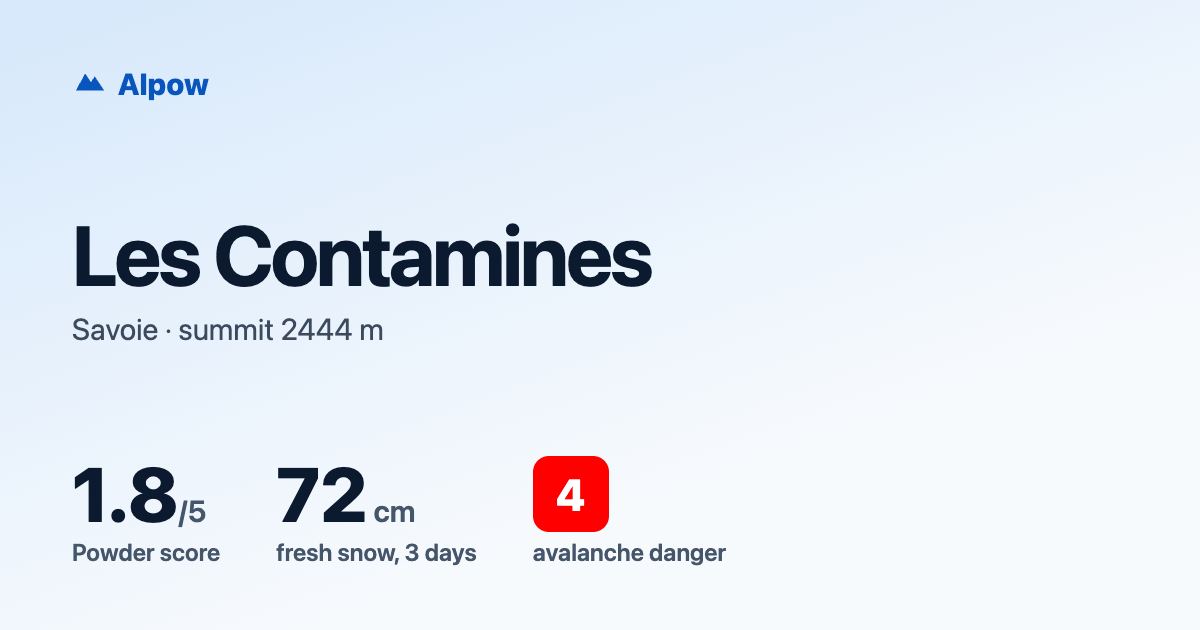 Alpow
Les Contamines
Savoie · summit 2444 m
1.8/5
Powder score
72 cm
fresh snow, 3 days
4
avalanche danger